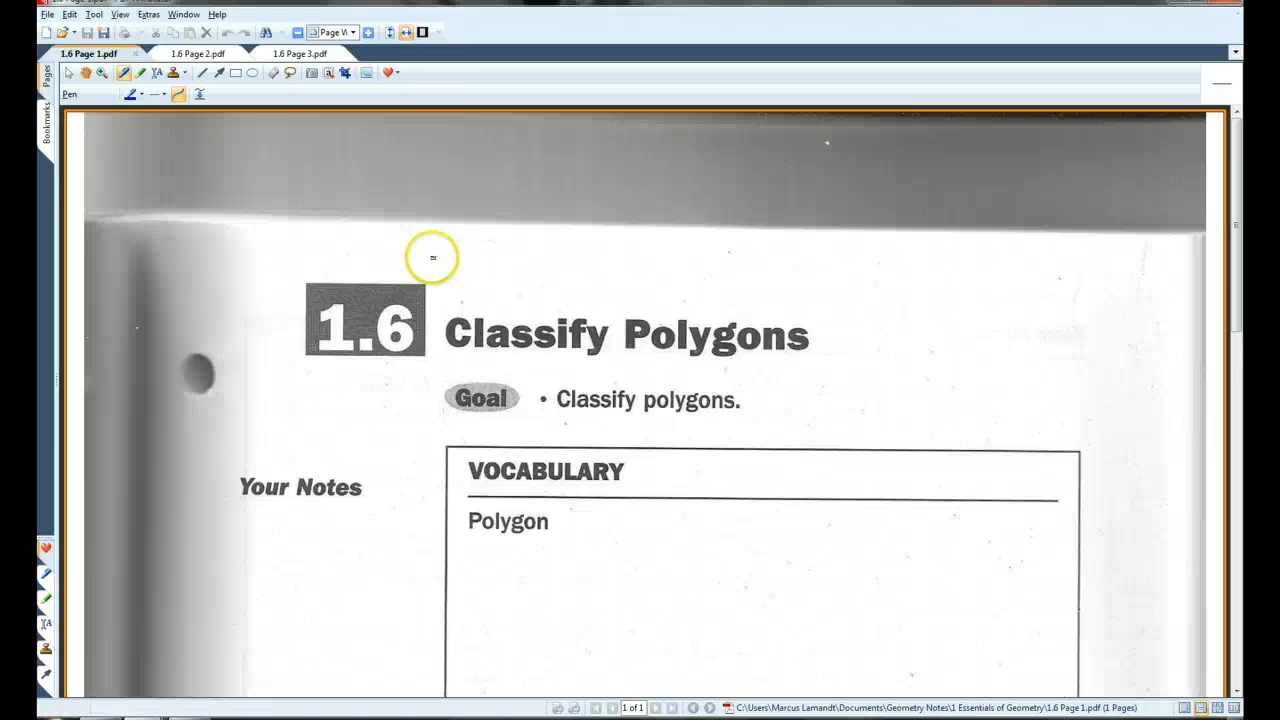 File Edit Tool View Extras Window Help
Page W
1.6 Page 1.pdf 1.6 Page 2.pdf 1.6 Page 3.pdf
Pages
Bookmarks
Pen
1.6 Classify Polygons
Goal • Classify polygons.
Your Notes
VOCABULARY
Polygon
1 of 1
C:\Users\Marcus Lamandt\Documents\Geometry Notes\1 Essentials of Geometry\1.6 Page 1.pdf (1 Pages)